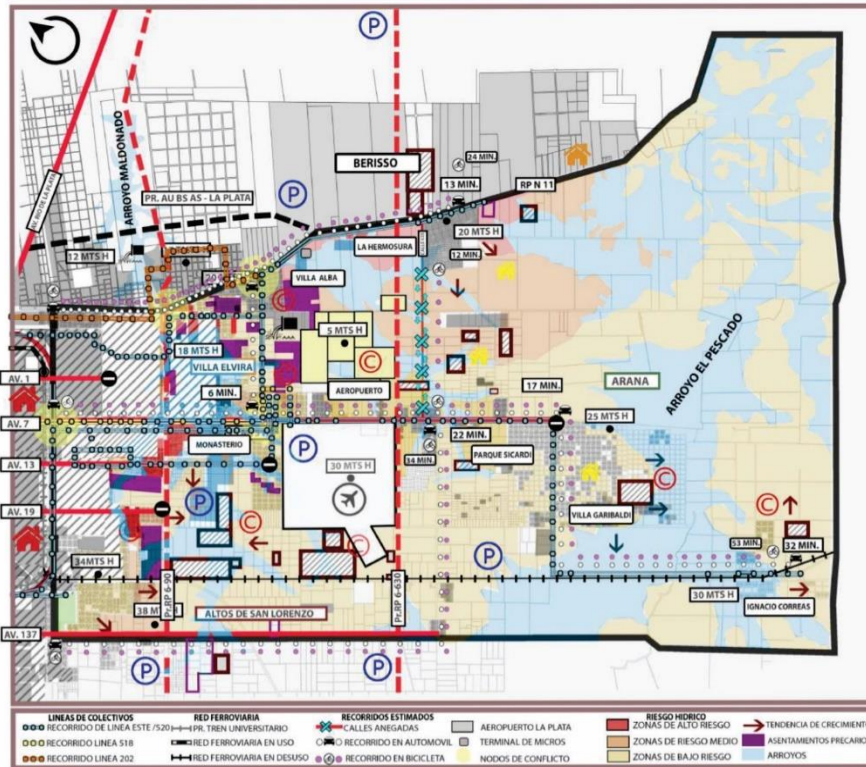 P
ARROYO MALDONADO
BERISSO
24 MIN.
13 MIN.
RP N 11
P
PR. AU BS AS - LA PLATA
AV. RIO DE LA PLATA
12 MTS H
20 MTS H
LA HERMOSURA
12 MIN.
VILLA ALBA
C
5 MTS H
18 MTS H
VILLA ELVIRA
C
ARROYO EL PESCADO
AV. 1
6 MIN.
AEROPUERTO
17 MIN.
ARANA
AV. 7
25 MTS H
22 MIN.
MONASTERIO
P
34 MIN.
PARQUE SICARDI
AV. 13
30 MTS H
C
VILLA GARIBALDI
AV. 19
P
C
C
C
53 MIN.
32 MIN.
34MTS H
P
30 MTS H
IGNACIO CORREAS
Pr.RP 6-90
Pr.RP 6-630
38 M
ALTOS DE SAN LORENZO
AV. 137
P
P
LINEAS DE COLECTIVOS
RECORRIDO DE LINEA ESTE /520
RECORRIDO LINEA 518
RECORRIDO LINEA 202
RED FERROVIARIA
PR. TREN UNIVERSITARIO
RED FERROVIARIA EN USO
RED FERROVIARIA EN DESUSO
RECORRIDOS ESTIMADOS
CALLES ANEGADAS
RECORRIDO EN AUTOMOVIL
RECORRIDO EN BICICLETA
AEROPUERTO LA PLATA
TERMINAL DE MICROS
NODOS DE CONFLICTO
RIESGO HIDRICO
ZONAS DE ALTO RIESGO
ZONAS DE RIESGO MEDIO
ZONAS DE BAJO RIESGO
TENDENCIA DE CRECIMIENTO
ASENTAMIENTOS PRECARIOS
ARROYOS